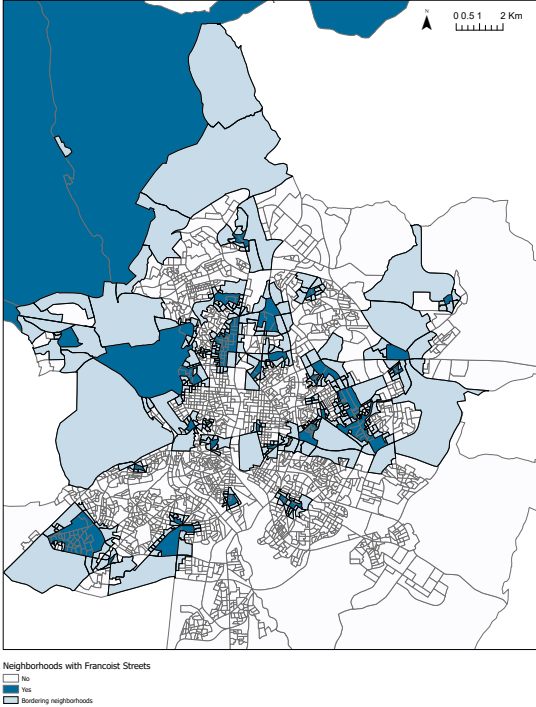 N
0 0.5 1 2 Km
Neighborhoods with Francoist Streets
No
Yes
Bordering neighborhoods